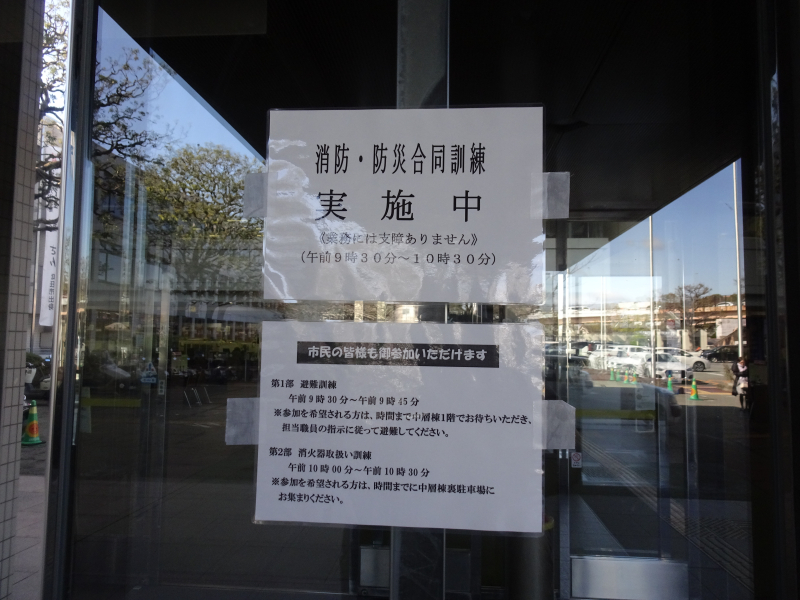 消防・防災合同訓練
実施中
《業務には支障ありません》
（午前９時３０分～１０時３０分）
市民の皆様も御参加いただけます
第1部 避難訓練
午前９時３０分～午前９時４５分
※参加を希望される方は、時間まで中層棟1階でお待ちいただき、
担当職員の指示に従って避難してください。
第2部 消火器取扱い訓練
午前１０時００分～午前１０時３０分
※参加を希望される方は、時間までに中層棟裏駐車場に
お集まりください。